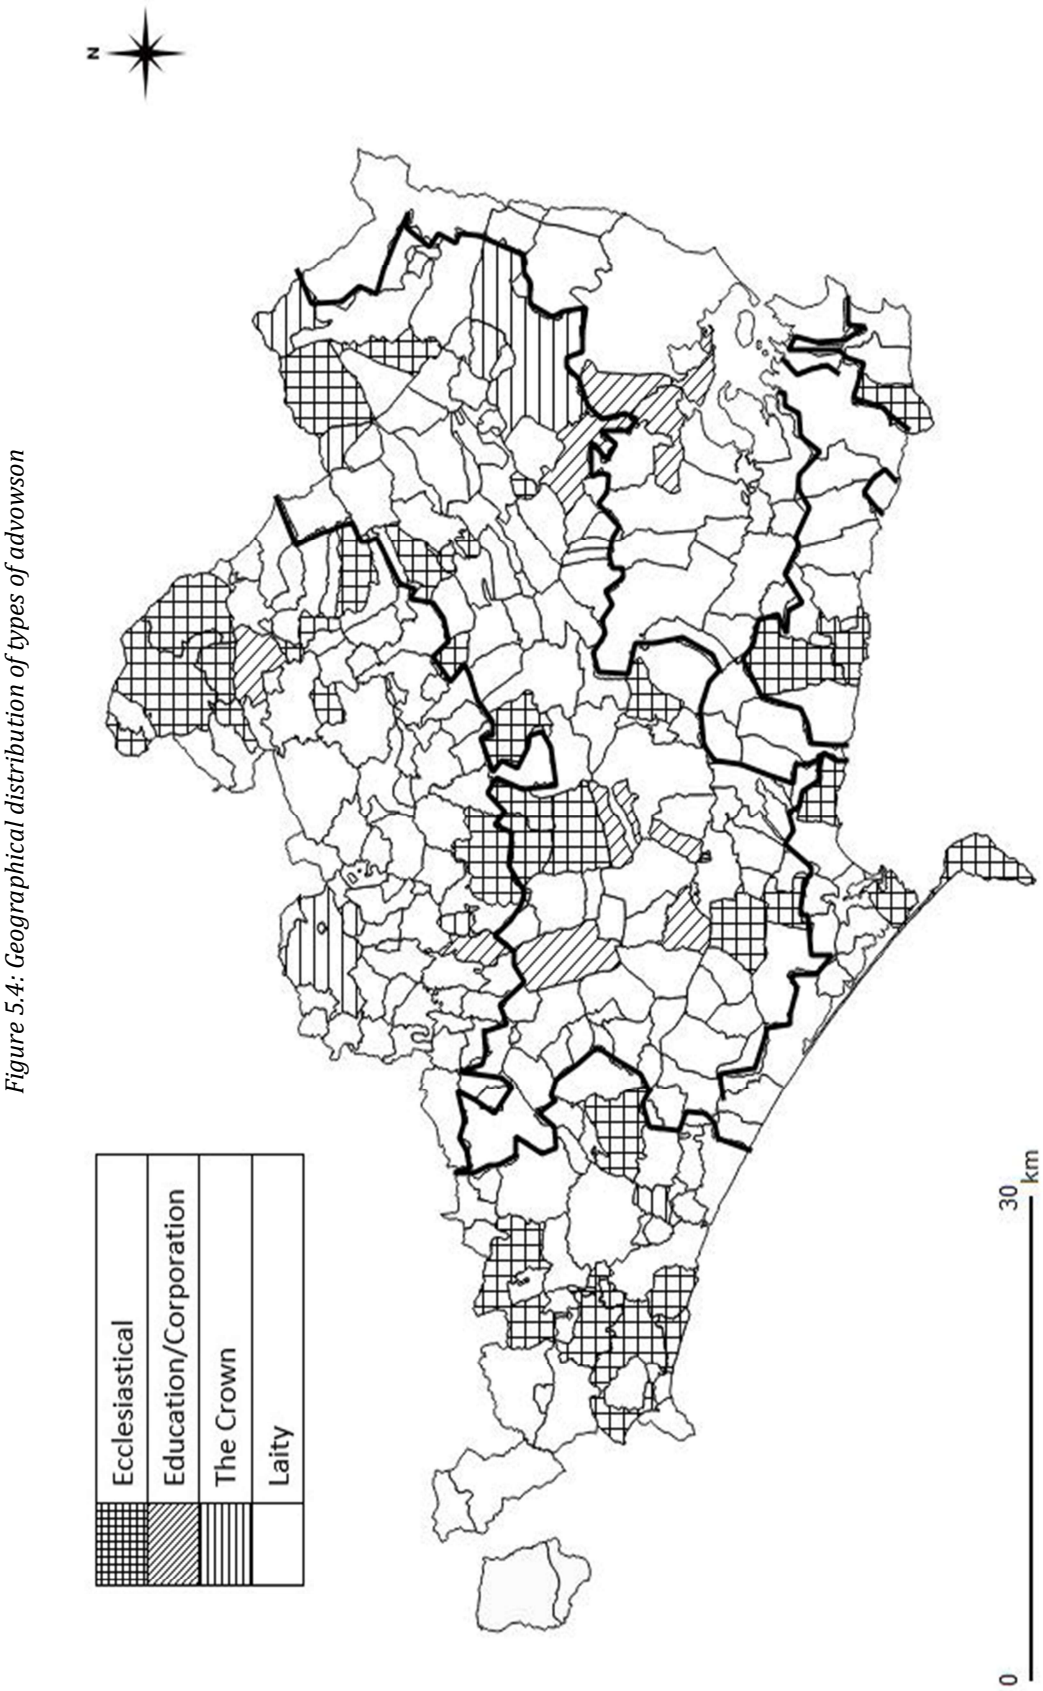 Figure 5.4: Geographical distribution of types of advowson
N
Ecclesiastical
Education/Corporation
The Crown
Laity
0
30
km